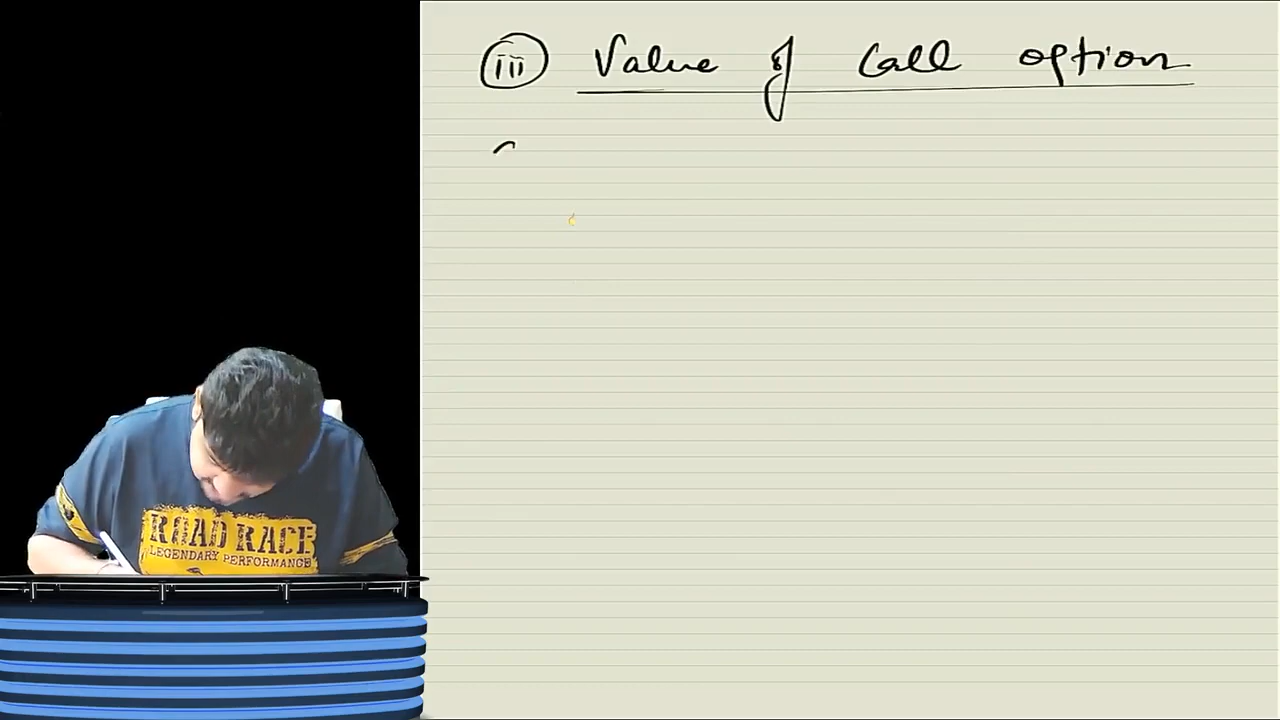 (iii) Value of Call option
ROAD RACE
LEGENDARY PERFORMANCE